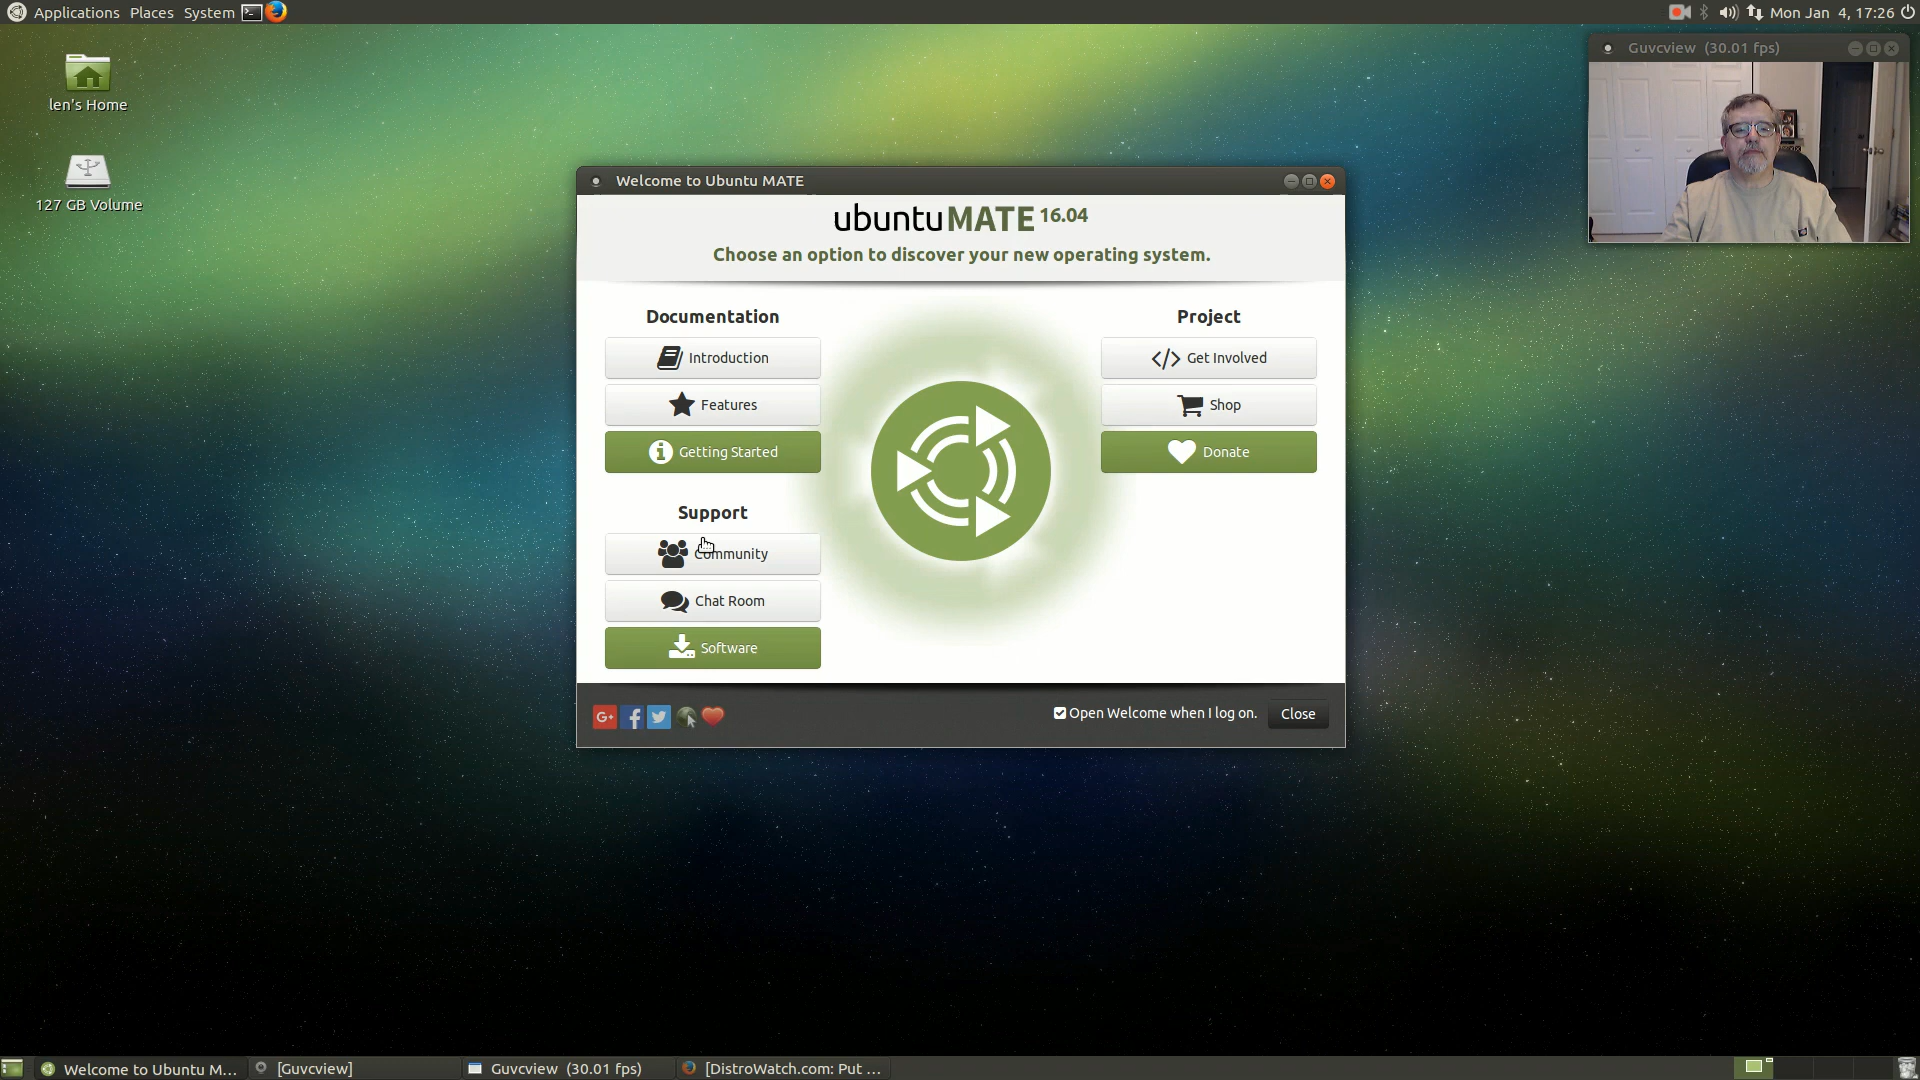 Applications Places System
Mon Jan 4, 17:26
len's Home
127 GB Volume
Guvcview (30.01 fps)
Welcome to Ubuntu MATE
ubuntu MATE 16.04
Choose an option to discover your new operating system.
Documentation
Introduction
Features
Getting Started
Support
Community
Chat Room
Software
Project
Get Involved
Shop
Donate
G+
Open Welcome when I log on.
Close
Welcome to Ubuntu M...
[Guvcview]
Guvcview (30.01 fps)
[DistroWatch.com: Put ...